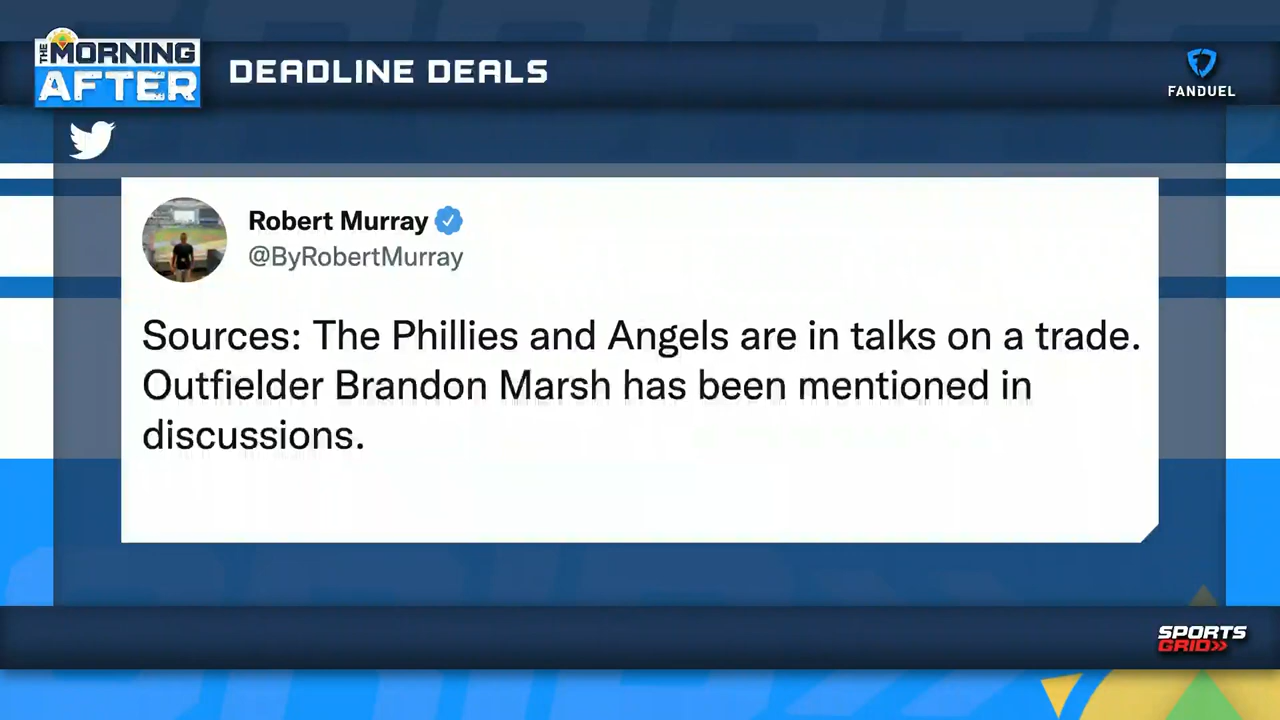 THE
MORNING
AFTER
DEADLINE DEALS
FANDUEL
Robert Murray
@ByRobertMurray
Sources: The Phillies and Angels are in talks on a trade.
Outfielder Brandon Marsh has been mentioned in
discussions.
SPORTS
GRID